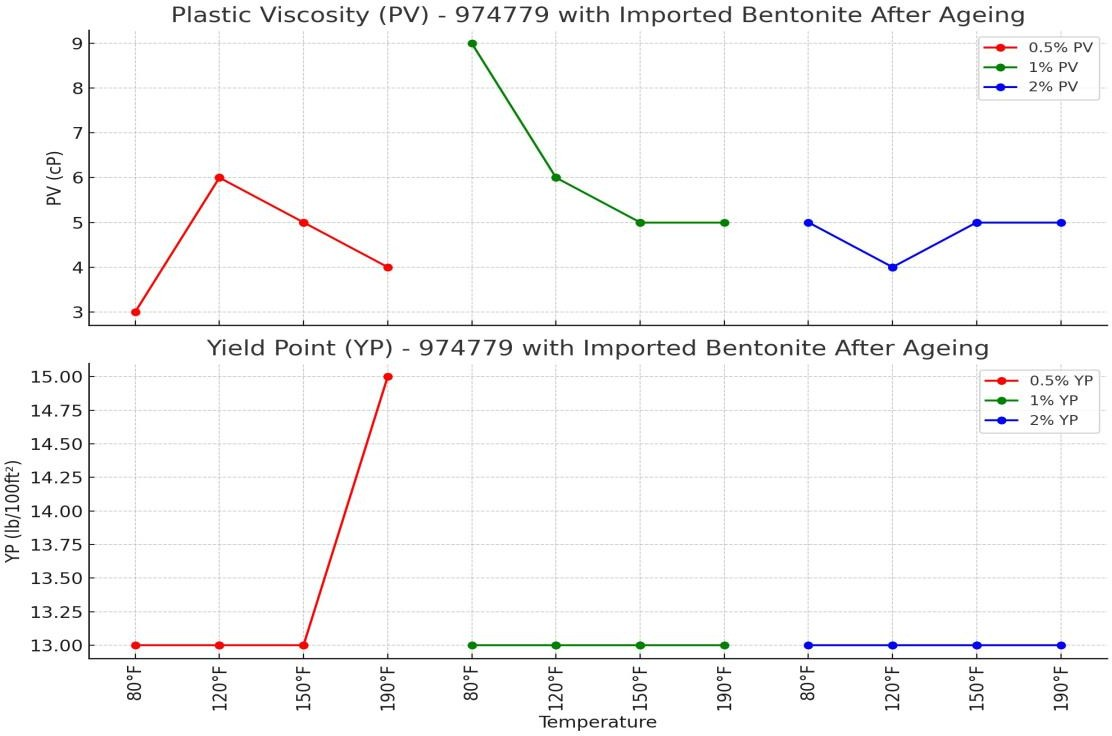 Plastic Viscosity (PV) - 974779 with Imported Bentonite After Ageing
9
8
7
6
5
4
3
PV (cP)
0.5% PV
1% PV
2% PV
Yield Point (YP) - 974779 with Imported Bentonite After Ageing
15.00
14.75
14.50
14.25
14.00
13.75
13.50
13.25
13.00
YP (lb/100ft²)
0.5% YP
1% YP
2% YP
80°F 120°F 150°F 190°F 80°F 120°F 150°F 190°F 80°F 120°F 150°F 190°F
Temperature